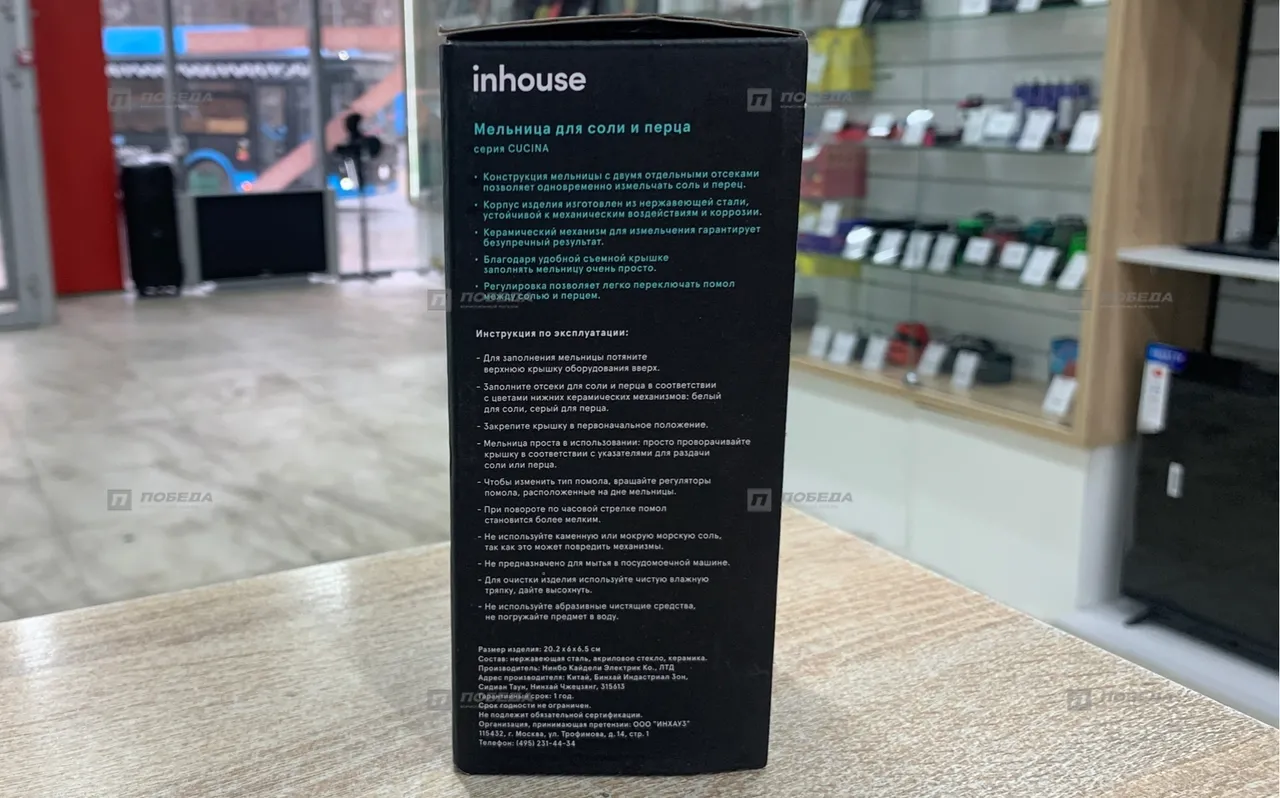 inhouse
Мельница для соли и перца
серия CUCINA
• Конструкция мельницы с двумя отдельными отсеками
позволяет одновременно измельчать соль и перец.
• Корпус изделия изготовлен из нержавеющей стали,
устойчивой к механическим воздействиям и коррозии.
• Керамический механизм для измельчения гарантирует
безупречный результат.
• Благодаря удобной съемной крышке
заполнять мельницу очень просто.
• Регулировка позволяет легко переключать помол
между солью и перцем.
Инструкция по эксплуатации:
- Для заполнения мельницы потяните
верхнюю крышку оборудования вверх.
- Заполните отсеки для соли и перца в соответствии
с цветами нижних керамических механизмов: белый
для соли, серый для перца.
- Закрепите крышку в первоначальное положение.
- Мельница проста в использовании: просто проворачивайте
крышку в соответствии с указателями для раздачи
соли или перца.
- Чтобы изменить тип помола, вращайте регуляторы
помола, расположенные на дне мельницы.
- При повороте по часовой стрелке помол
становится более мелким.
- Не используйте каменную или мокрую морскую соль,
так как это может повредить механизмы.
- Не предназначено для мытья в посудомоечной машине.
- Для очистки изделия используйте чистую влажную
тряпку, дайте высохнуть.
- Не используйте абразивные чистящие средства,
не погружайте предмет в воду.
Размер изделия: 20.2 x 6 x 6.5 см
Состав: нержавеющая сталь, акриловое стекло, керамика.
Производитель: Нинбо Кайдели Электрик Ко., ЛТД
Адрес производителя: Китай, Бинхай Индастриал Зон,
Сидиан Таун, Нинхай Чжецзянг, 315613
Гарантийный срок: 1 год.
Срок годности не ограничен.
Не подлежит обязательной сертификации.
Организация, принимающая претензии: ООО "ИНХАУЗ"
115432, г. Москва, ул. Трофимова, д. 14, стр. 1
Телефон: (495) 231-44-34
ПОБЕДА
ПОБЕДА
ПОБЕДА
ПОБЕДА
ПОБЕДА
ПОБЕДА
ПОБЕДА
ПОБЕДА